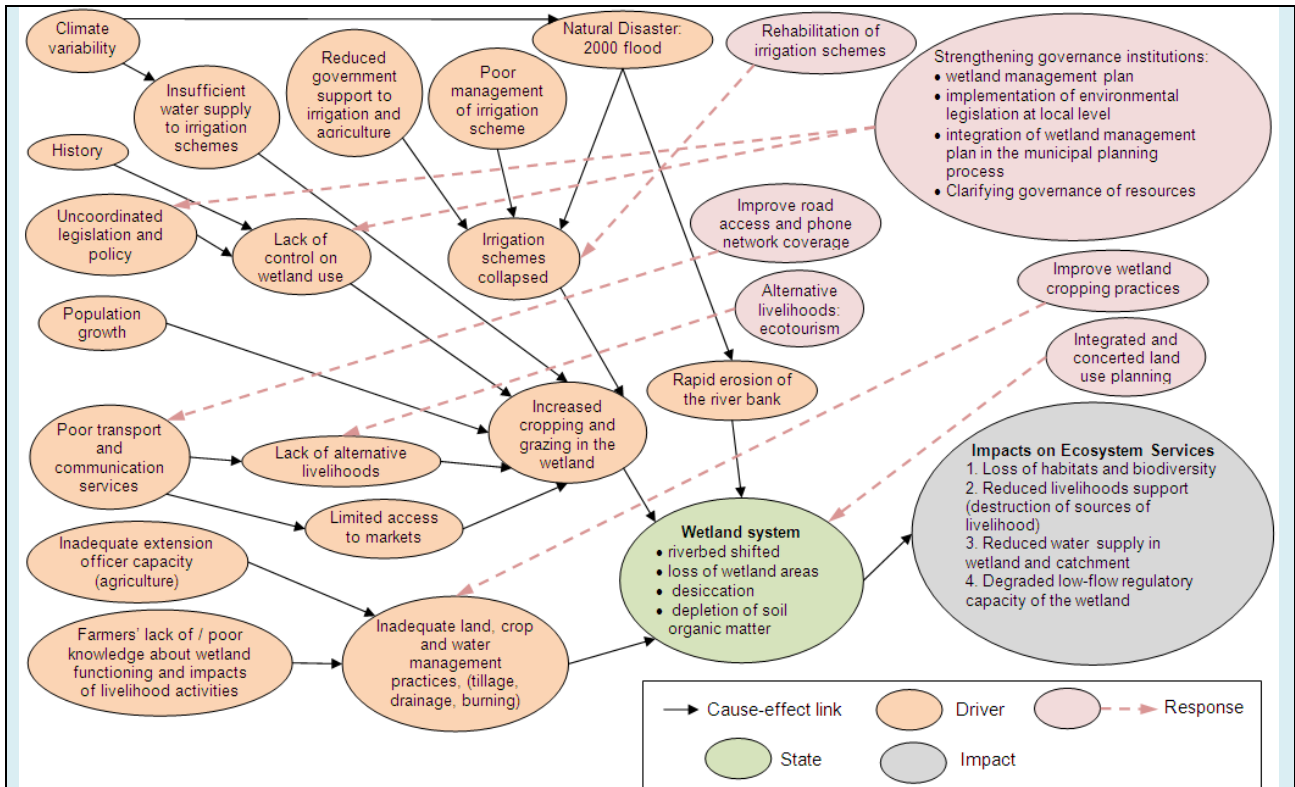 Climate
variability
Natural Disaster:
2000 flood
Rehabilitation of
irrigation schemes
Reduced
government
support to
irrigation and
agriculture
Poor
management
of irrigation
scheme
Strengthening governance institutions:
• wetland management plan
• implementation of environmental
legislation at local level
• integration of wetland management
plan in the municipal planning
process
• Clarifying governance of resources
Insufficient
water supply
to irrigation
schemes
History
Uncoordinated
legislation and
policy
Lack of
control on
wetland use
Irrigation
schemes
collapsed
Improve road
access and phone
network coverage
Improve wetland
cropping practices
Population
growth
Alternative
livelihoods:
ecotourism
Integrated and
concerted land
use planning
Rapid erosion of
the river bank
Increased
cropping and
grazing in the
wetland
Poor transport
and
communication
services
Lack of alternative
livelihoods
Limited access
to markets
Impacts on Ecosystem Services
1. Loss of habitats and biodiversity
2. Reduced livelihoods support
(destruction of sources of
livelihood)
3. Reduced water supply in
wetland and catchment
4. Degraded low-flow regulatory
capacity of the wetland
Wetland system
• riverbed shifted
• loss of wetland areas
• desiccation
• depletion of soil
organic matter
Inadequate extension
officer capacity
(agriculture)
Farmers' lack of / poor
knowledge about wetland
functioning and impacts
of livelihood activities
Inadequate land, crop
and water
management
practices, (tillage,
drainage, burning)
Cause-effect link
Driver
Response
State
Impact